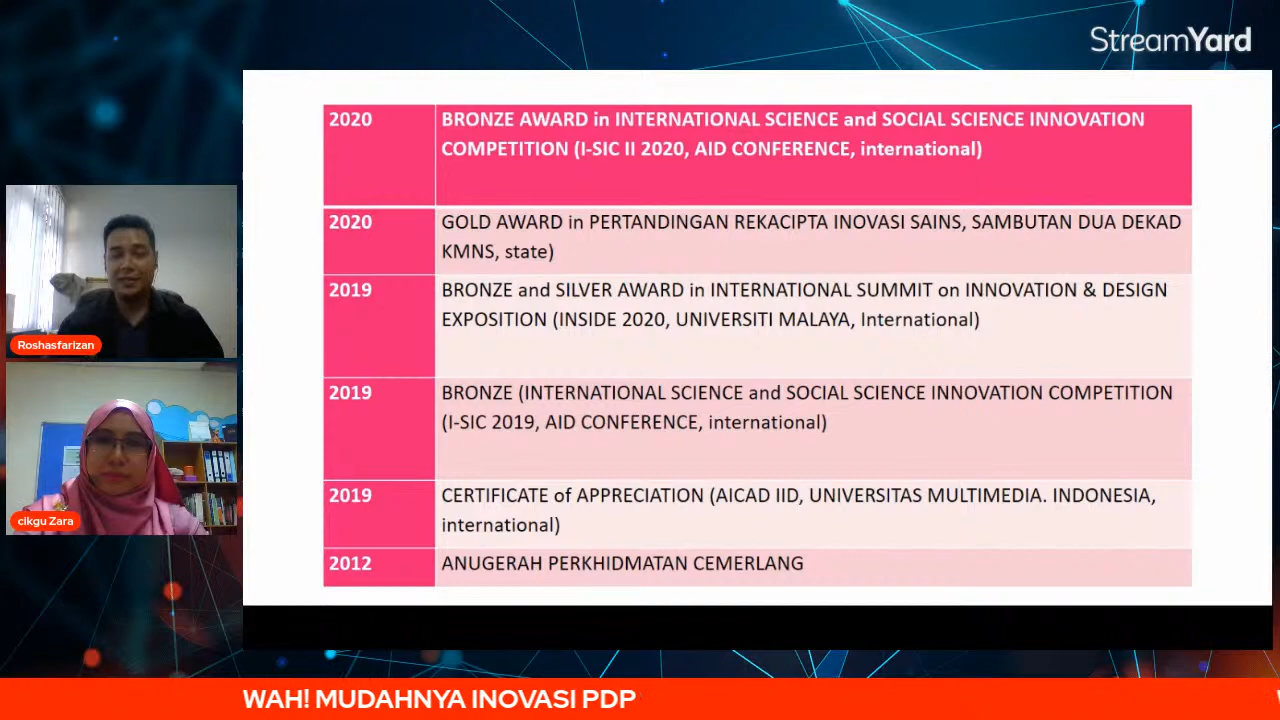 StreamYard
2020 BRONZE AWARD in INTERNATIONAL SCIENCE and SOCIAL SCIENCE INNOVATION
COMPETITION (I-SIC II 2020, AID CONFERENCE, international)
2020 GOLD AWARD in PERTANDINGAN REKACIPTA INOVASI SAINS, SAMBUTAN DUA DEKAD
KMNS, state)
2019 BRONZE and SILVER AWARD in INTERNATIONAL SUMMIT on INNOVATION & DESIGN
EXPOSITION (INSIDE 2020, UNIVERSITI MALAYA, International)
2019 BRONZE (INTERNATIONAL SCIENCE and SOCIAL SCIENCE INNOVATION COMPETITION
(I-SIC 2019, AID CONFERENCE, international)
2019 CERTIFICATE of APPRECIATION (AICAD IID, UNIVERSITAS MULTIMEDIA. INDONESIA,
international)
2012 ANUGERAH PERKHIDMATAN CEMERLANG
Roshasfarizan
cikgu Zara
WAH! MUDAHNYA INOVASI PDP